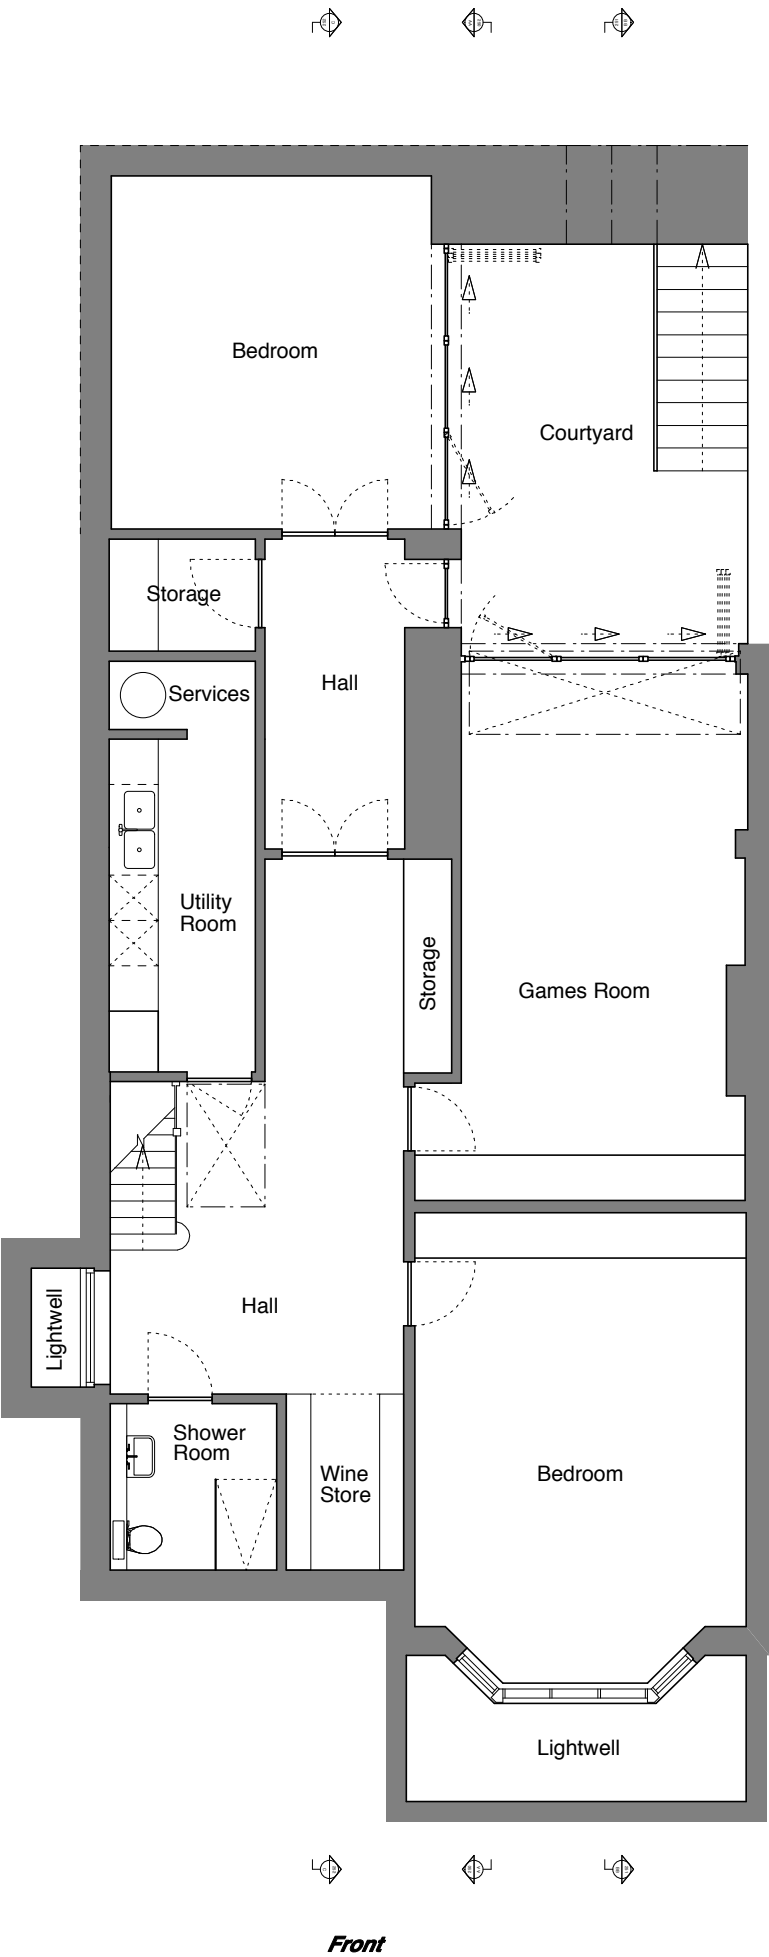 Bedroom
Courtyard
Storage
Hall
Services
Utility
Room
Storage
Games Room
Lightwell
Hall
Shower
Room
Wine
Store
Bedroom
Lightwell
Front